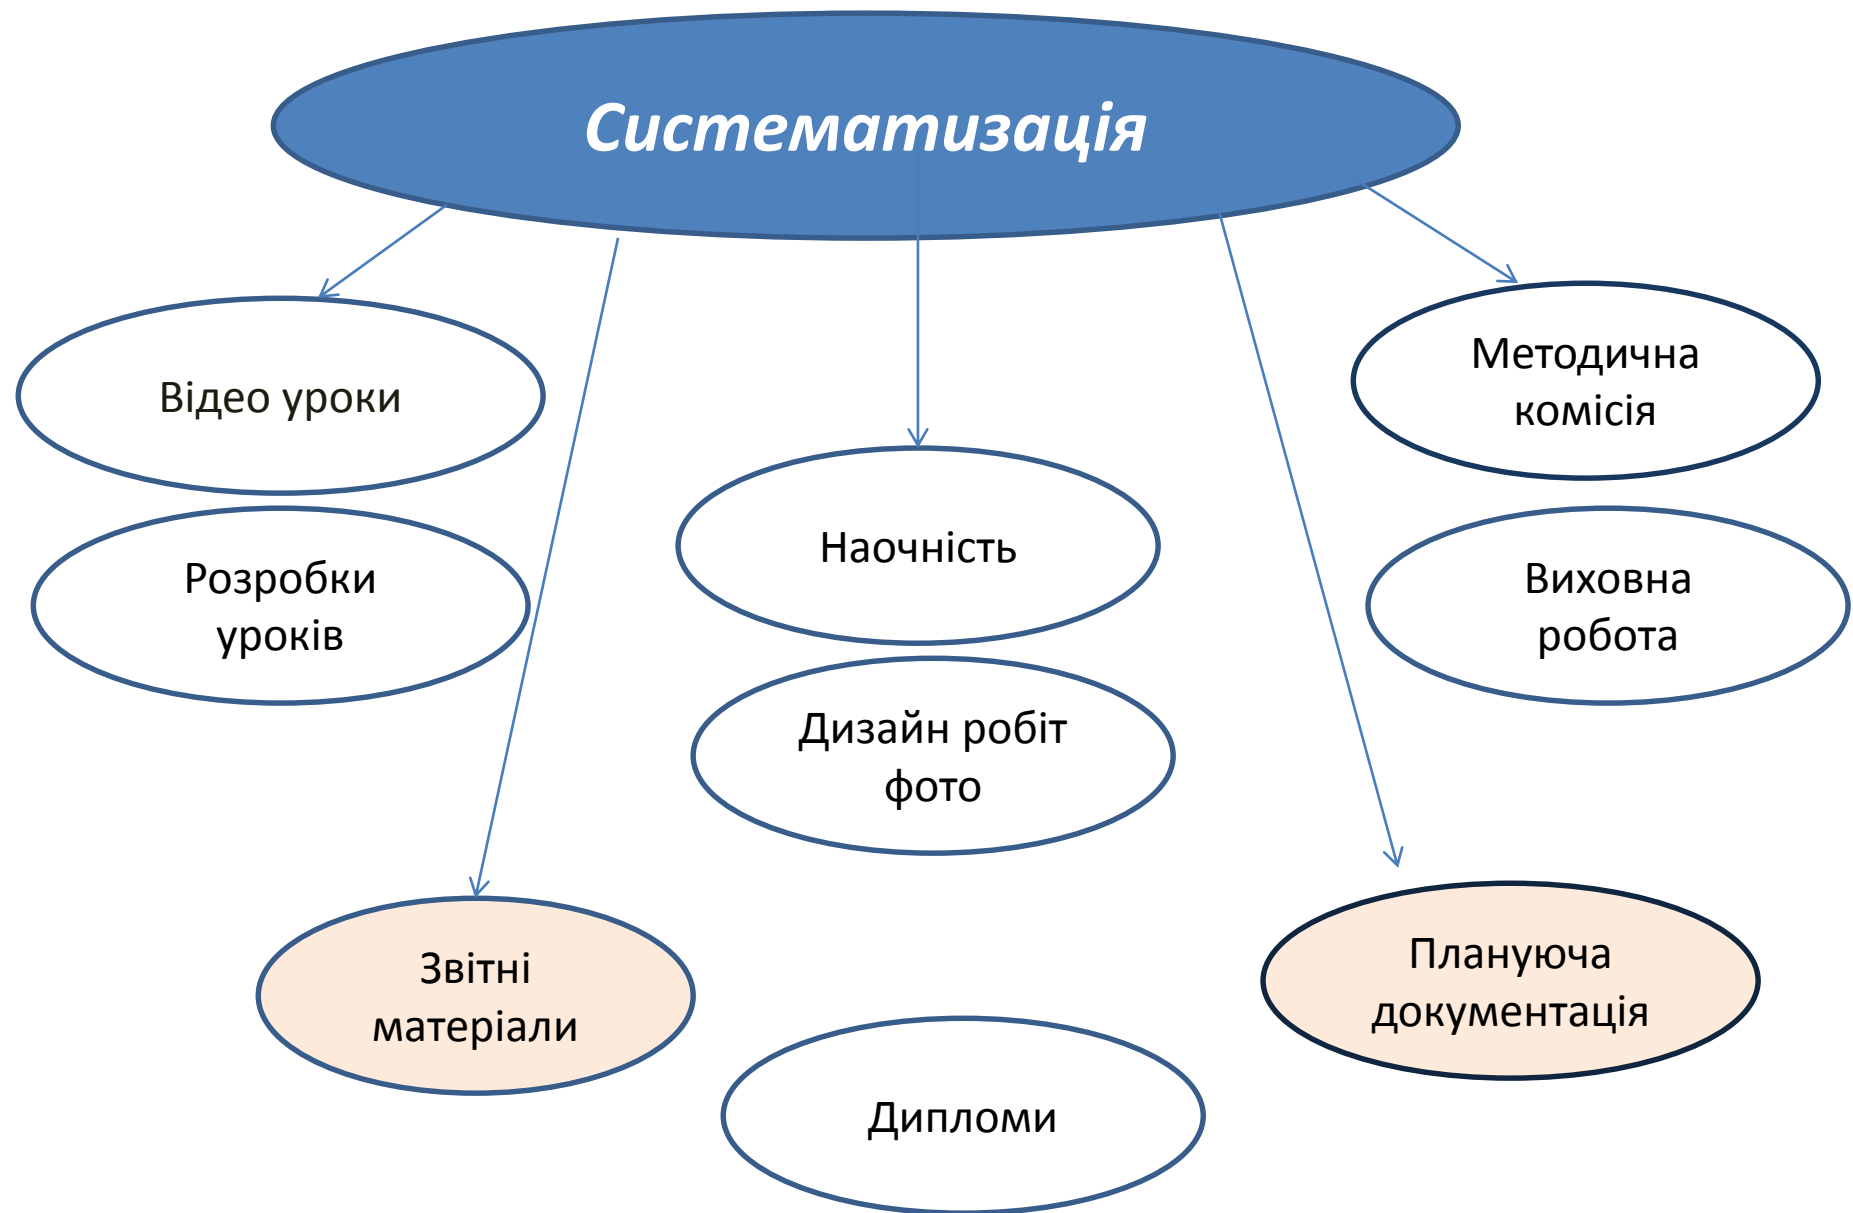 Систематизація
Відео уроки
Методична
комісія
Розробки
уроків
Наочність
Виховна
робота
Дизайн робіт
фото
Звітні
матеріали
Плануюча
документація
Дипломи